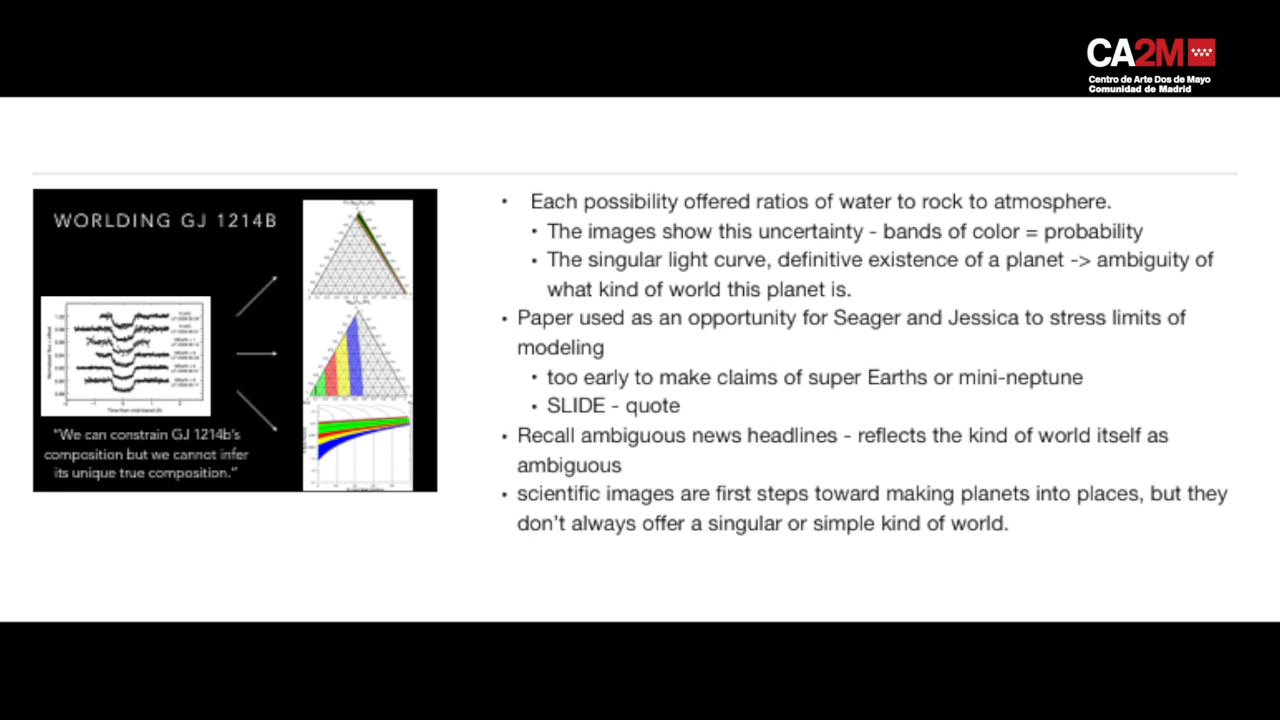 CA2M
Centro de Arte Dos de Mayo
Comunidad de Madrid
WORLDING GJ 1214B
Time from mid-transit (h)
"We can constrain GJ 1214b's
composition but we cannot infer
its unique true composition."
• Each possibility offered ratios of water to rock to atmosphere.
• The images show this uncertainty - bands of color = probability
• The singular light curve, definitive existence of a planet -> ambiguity of
what kind of world this planet is.
• Paper used as an opportunity for Seager and Jessica to stress limits of
modeling
• too early to make claims of super Earths or mini-neptune
• SLIDE - quote
• Recall ambiguous news headlines - reflects the kind of world itself as
ambiguous
• scientific images are first steps toward making planets into places, but they
don't always offer a singular or simple kind of world.